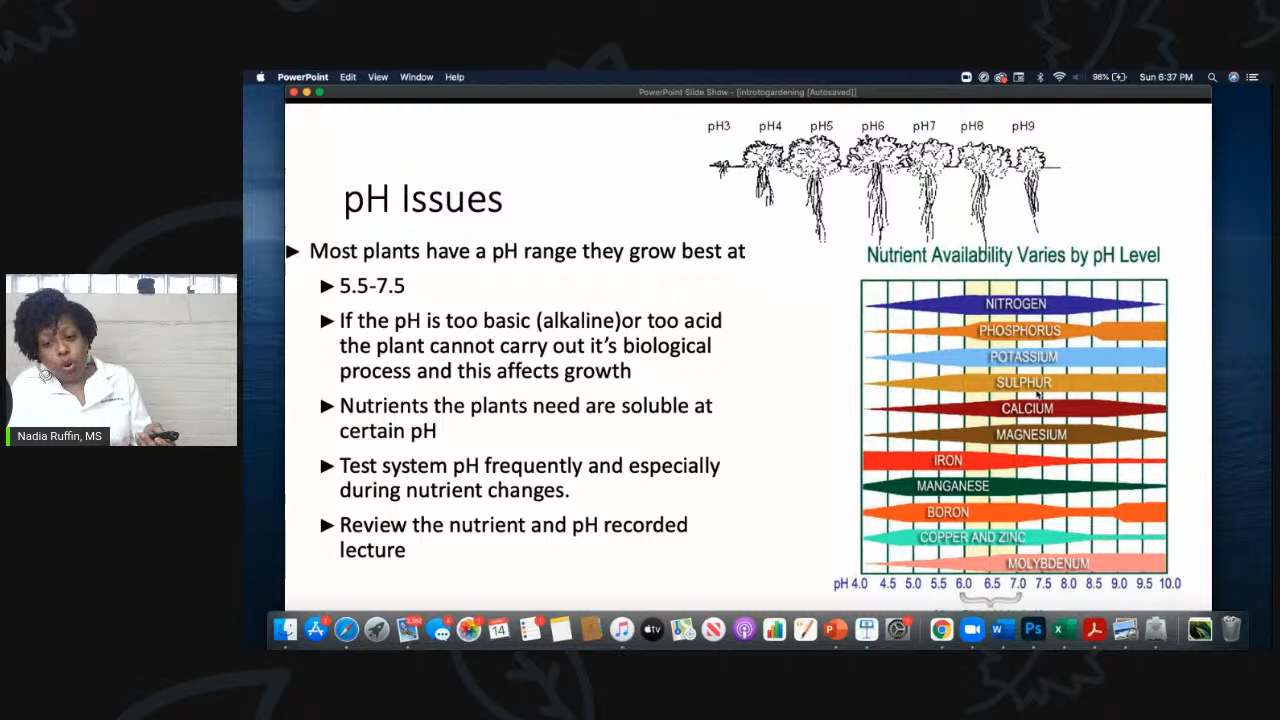 PowerPoint Edit View Window Help
98% Sun 6:37 PM
PowerPoint Slide Show - [introtogardening [Autosaved]]
pH3 pH4 pH5 pH6 pH7 pH8 pH9
pH Issues
Most plants have a pH range they grow best at
5.5-7.5
If the pH is too basic (alkaline)or too acid
the plant cannot carry out it's biological
process and this affects growth
Nutrients the plants need are soluble at
certain pH
Test system pH frequently and especially
during nutrient changes.
Review the nutrient and pH recorded
lecture
Nutrient Availability Varies by pH Level
NITROGEN
PHOSPHORUS
POTASSIUM
SULPHUR
CALCIUM
MAGNESIUM
IRON
MANGANESE
BORON
COPPER AND ZINC
MOLYBDENUM
pH 4.0 4.5 5.0 5.5 6.0 6.5 7.0 7.5 8.0 8.5 9.0 9.5 10.0
Nadia Ruffin, MS
14
tv